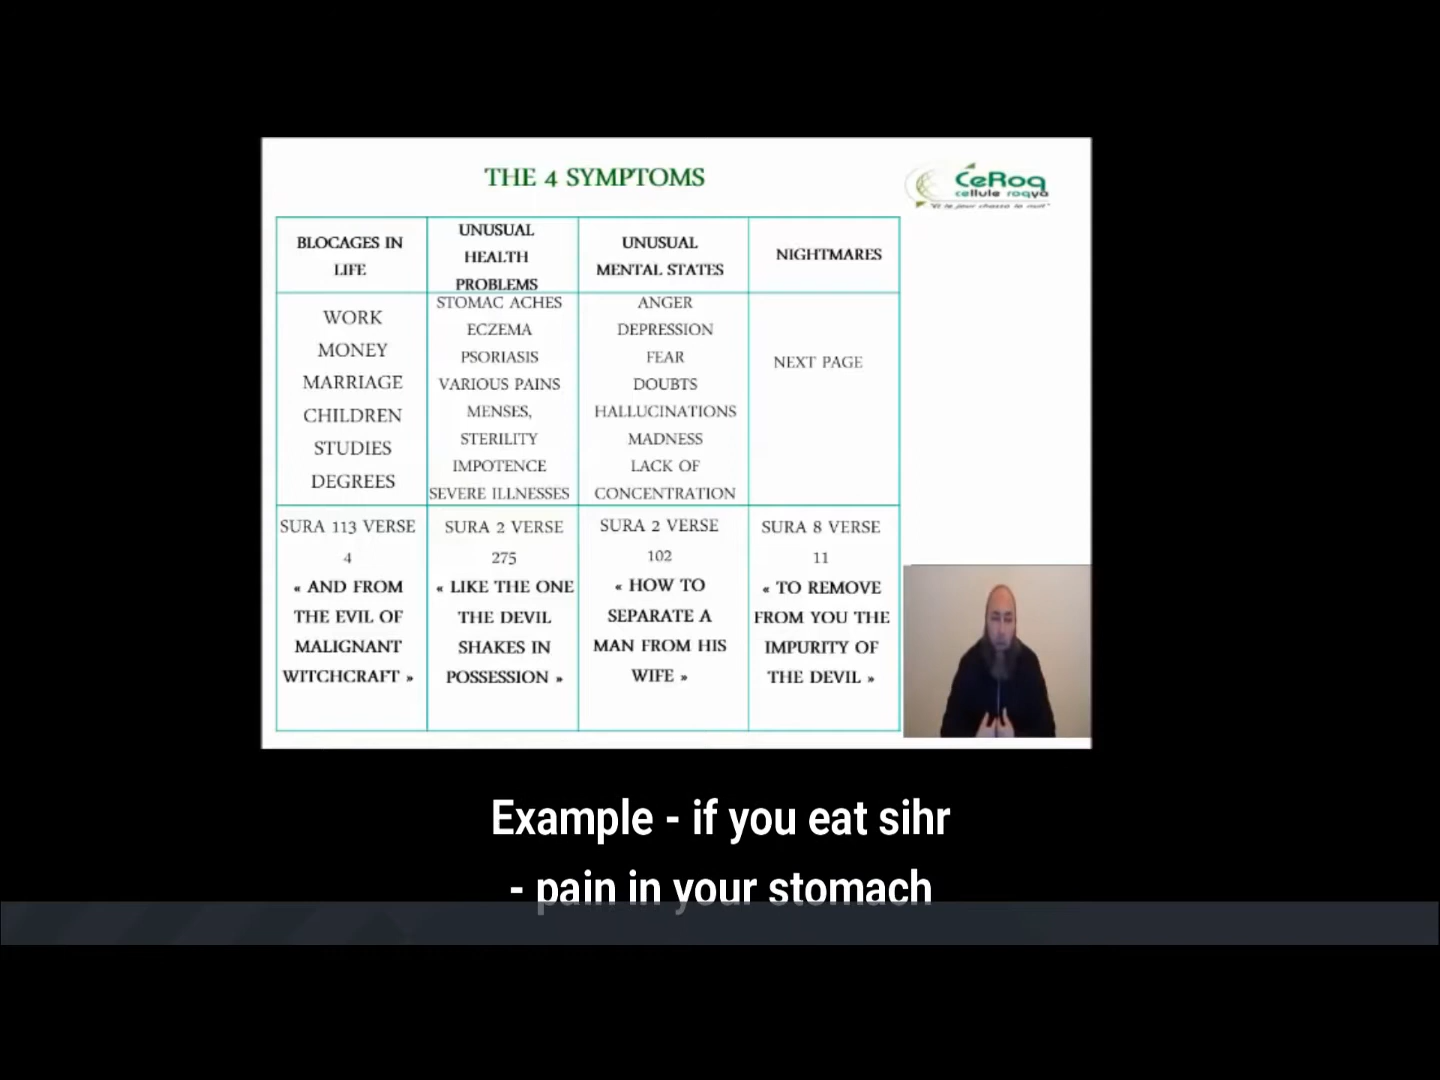 THE 4 SYMPTOMS
CeRoq
cellule roqya
BLOCAGES IN
LIFE
UNUSUAL
HEALTH
PROBLEMS
UNUSUAL
MENTAL STATES
NIGHTMARES
WORK
MONEY
MARRIAGE
CHILDREN
STUDIES
DEGREES
STOMAC ACHES
ECZEMA
PSORIASIS
VARIOUS PAINS
MENSES,
STERILITY
IMPOTENCE
SEVERE ILLNESSES
ANGER
DEPRESSION
FEAR
DOUBTS
HALLUCINATIONS
MADNESS
LACK OF
CONCENTRATION
NEXT PAGE
SURA 113 VERSE
4
« AND FROM
THE EVIL OF
MALIGNANT
WITCHCRAFT »
SURA 2 VERSE
275
« LIKE THE ONE
THE DEVIL
SHAKES IN
POSSESSION »
SURA 2 VERSE
102
« HOW TO
SEPARATE A
MAN FROM HIS
WIFE »
SURA 8 VERSE
11
« TO REMOVE
FROM YOU THE
IMPURITY OF
THE DEVIL »
Example - if you eat sihr
- pain in your stomach